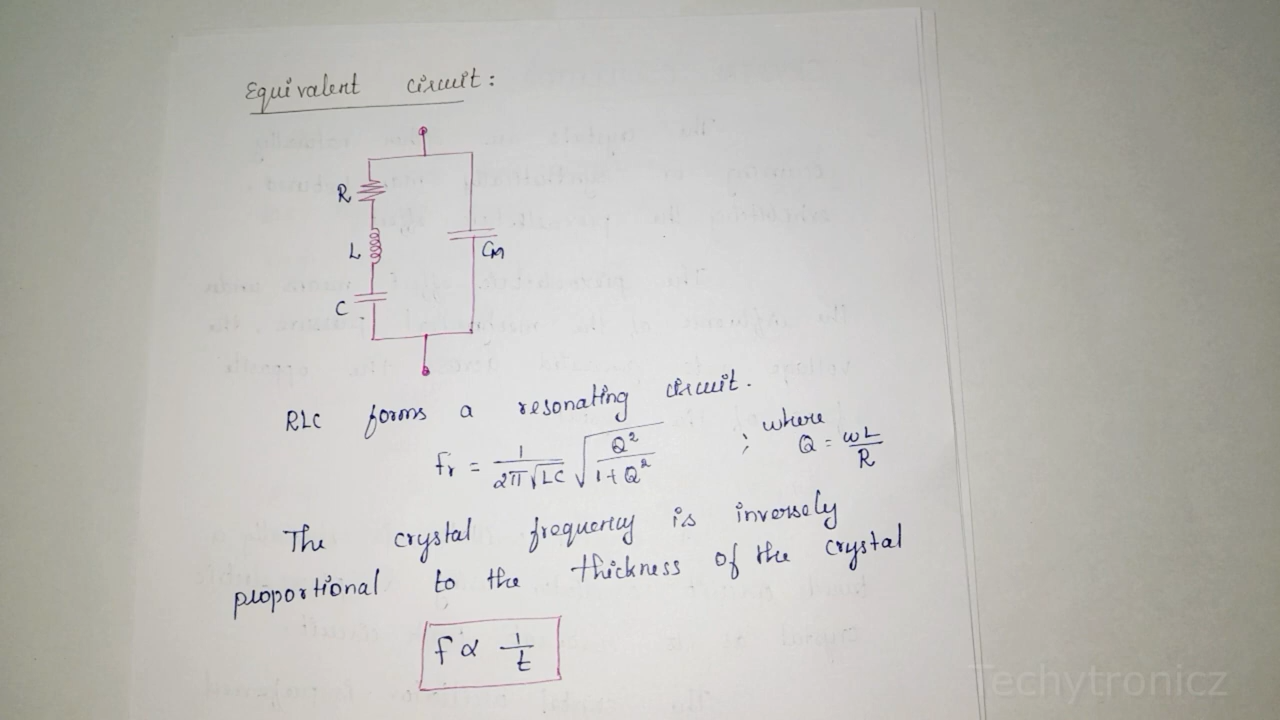 Equivalent circuit:
R
L
C
CM
RLC forms a resonating circuit.
fr = 1/2π√LC √Q²/1+Q² ; where Q = ωL/R
The crystal frequency is inversely
proportional to the thickness of the crystal
f ∝ 1/t
Techytronicz